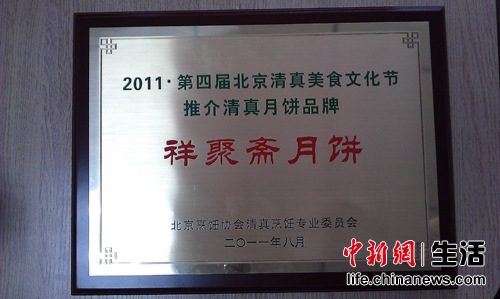 2011·第四届北京清真美食文化节
推介清真月饼品牌
祥聚斋月饼
北京烹饪协会清真烹饪专业委员会
二〇一一年八月
中新網 生活
life.chinanews.com